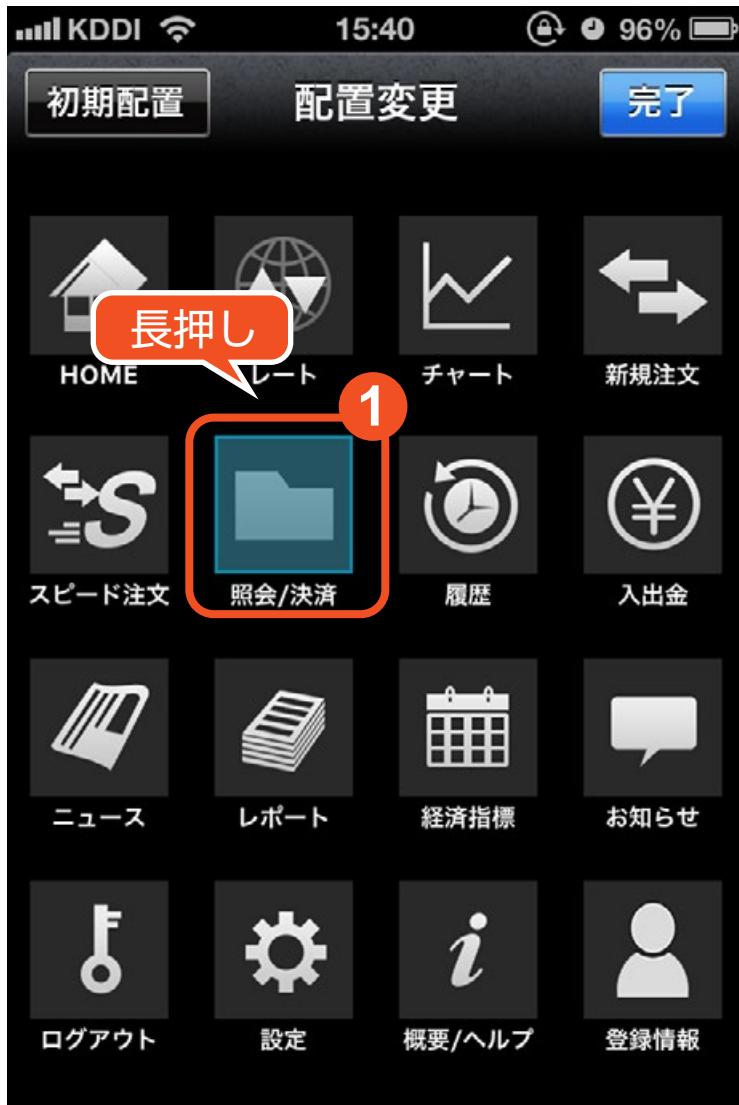 KDDI 15:40 96%
初期配置 配置変更 完了
長押し
HOME レート チャート 新規注文
1
S
スピード注文 照会/決済 履歴 入出金
ニュース レポート 経済指標 お知らせ
ログアウト 設定 概要/ヘルプ 登録情報